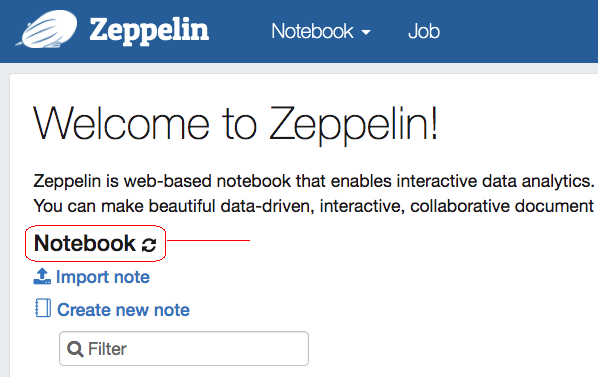 Zeppelin Notebook Job
Welcome to Zeppelin!
Zeppelin is web-based notebook that enables interactive data analytics.
You can make beautiful data-driven, interactive, collaborative document
Notebook
Import note
Create new note
Filter